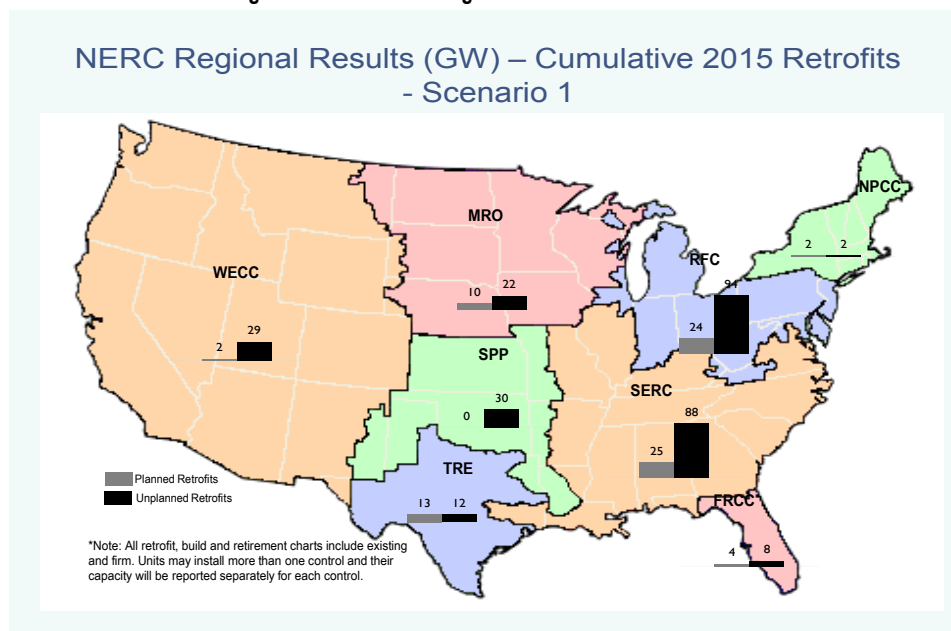 NERC Regional Results (GW) – Cumulative 2015 Retrofits
- Scenario 1
NPCC
MRO
2 2
RFC
WECC
94
10 22
29
24
2
SPP
SERC
30
88
0
25
TRE
Planned Retrofits
Unplanned Retrofits
FRCC
13 12
*Note: All retrofit, build and retirement charts include existing
and firm. Units may install more than one control and their
capacity will be reported separately for each control.
4 8